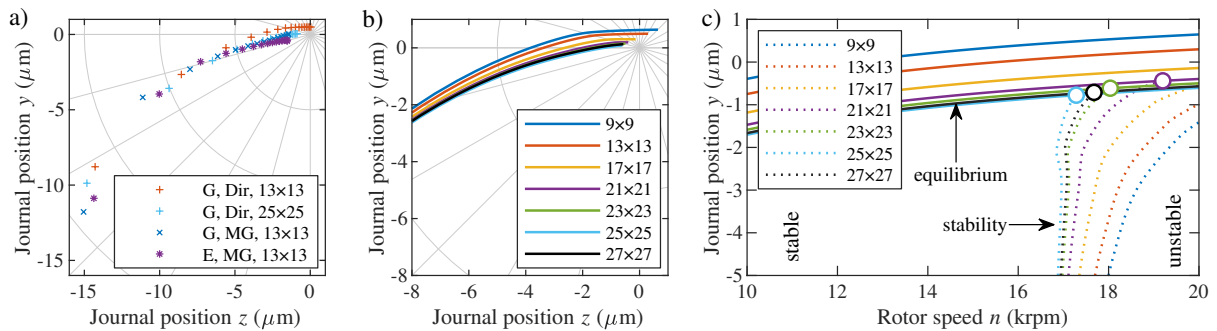 a)
Journal position y (μm)
0
-5
-10
-15
-15 -10 -5 0
Journal position z (μm)
G, Dir, 13×13
G, Dir, 25×25
G, MG, 13×13
E, MG, 13×13
b)
Journal position y (μm)
2
0
-2
-4
-6
-8
-8 -6 -4 -2 0 2
Journal position z (μm)
9×9
13×13
17×17
21×21
23×23
25×25
27×27
c)
Journal position y (μm)
1
-0
-1
-2
-3
-4
-5
10 12 14 16 18 20
Rotor speed n (krpm)
9×9
13×13
17×17
21×21
23×23
25×25
27×27
equilibrium
stability
stable
unstable